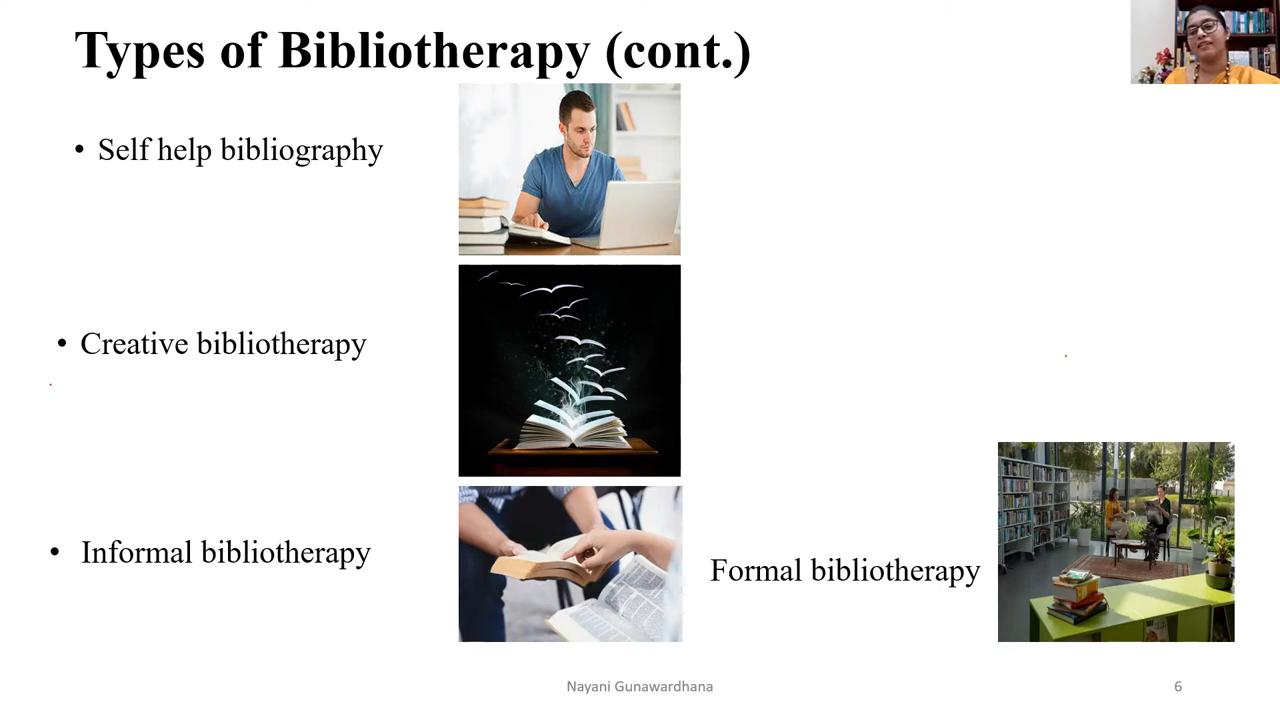 Types of Bibliotherapy (cont.)
• Self help bibliography
• Creative bibliotherapy
• Informal bibliotherapy
Formal bibliotherapy
Nayani Gunawardhana
6